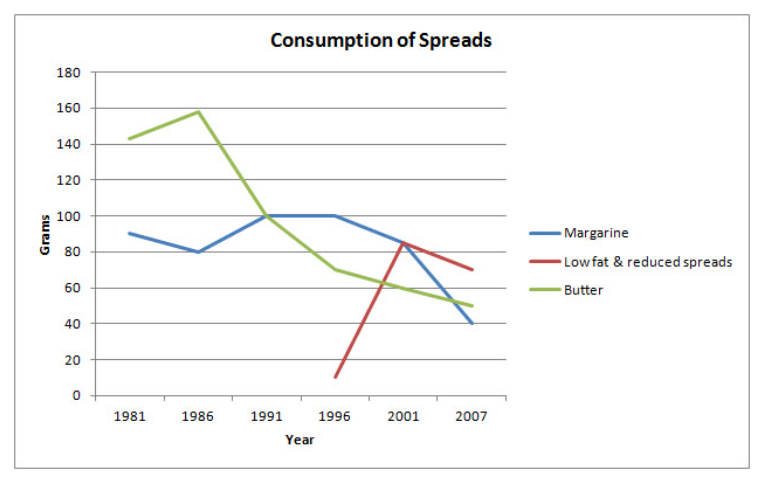 Consumption of Spreads
180
160
140
120
100
80
60
40
20
0
Grams
1981 1986 1991 1996 2001 2007
Year
Margarine
Low fat & reduced spreads
Butter